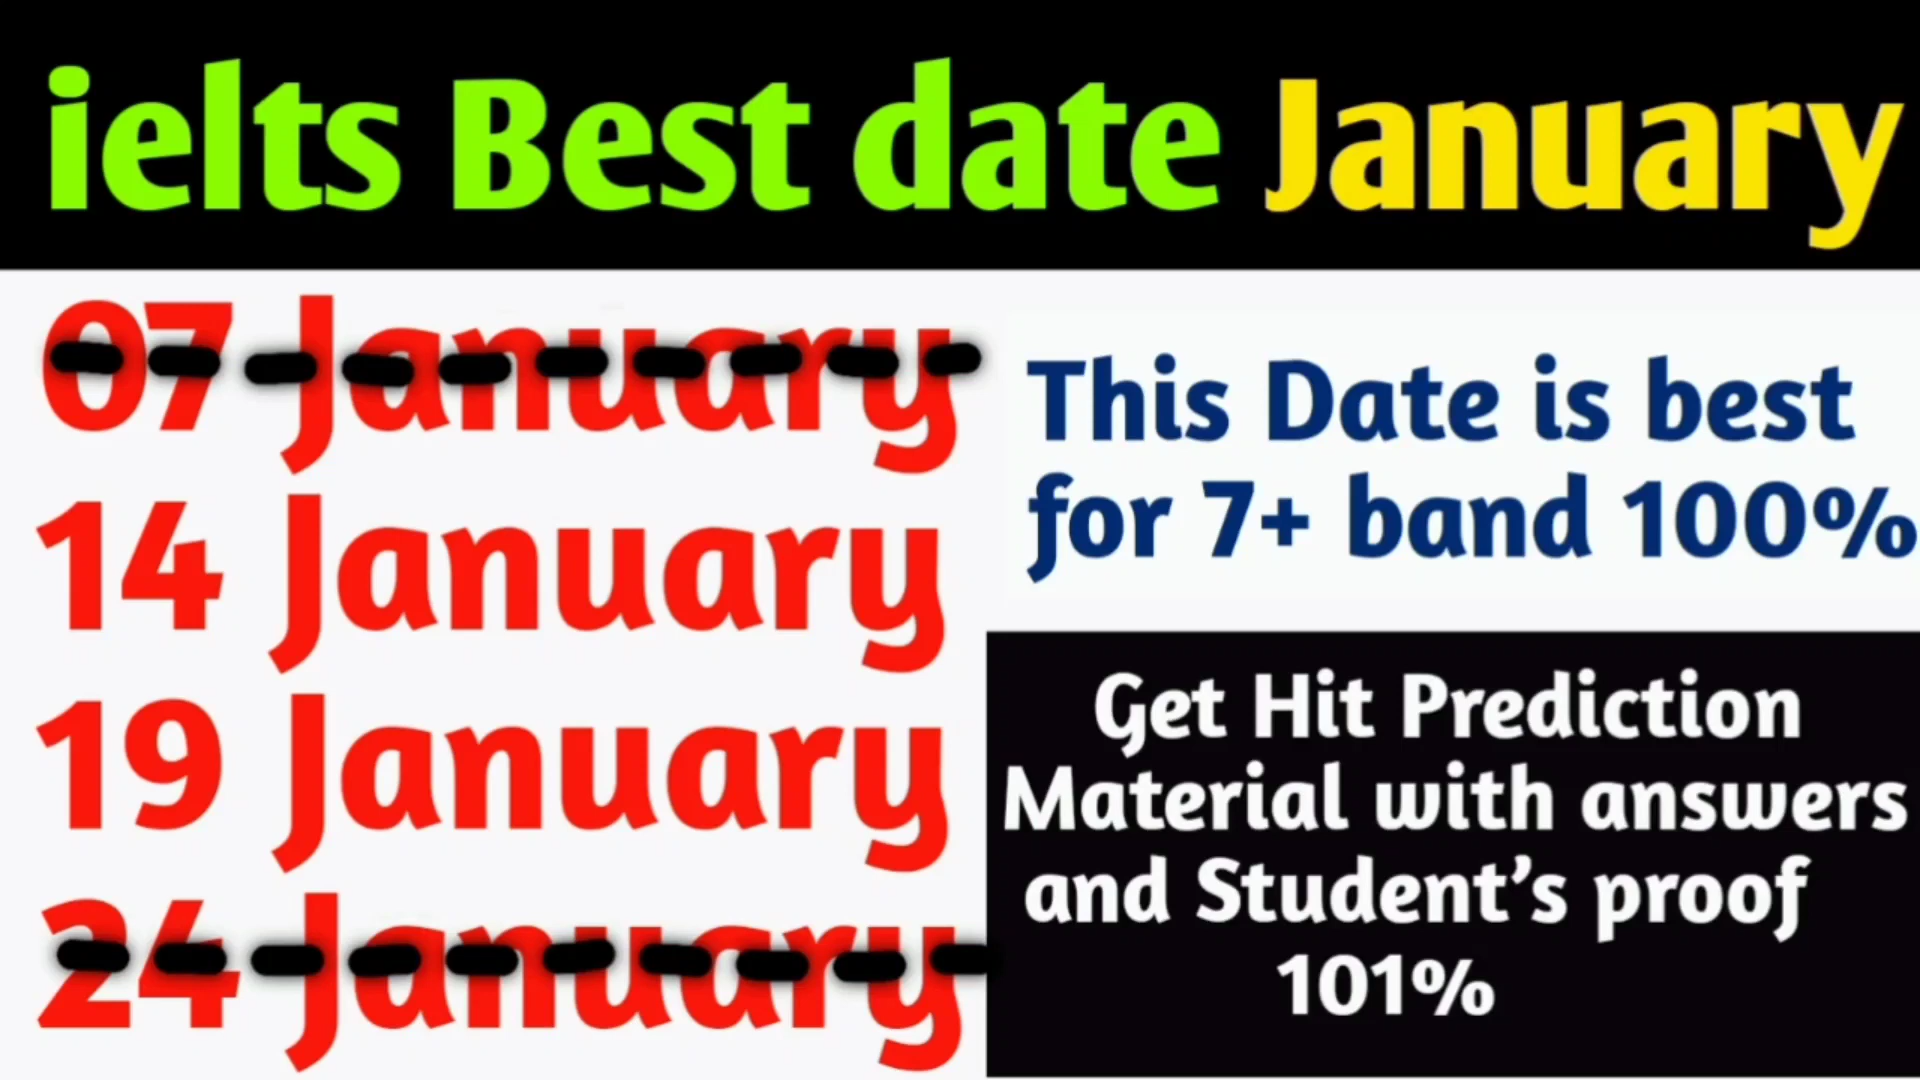 ielts Best date January
07 January
14 January
19 January
24 January
This Date is best
for 7+ band 100%
Get Hit Prediction
Material with answers
and Student's proof
101%